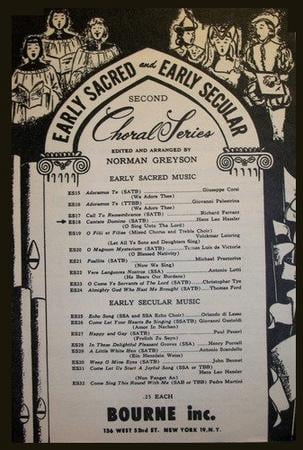 EARLY SACRED and EARLY SECULAR
SECOND
Choral Series
EDITED AND ARRANGED BY
NORMAN GREYSON
EARLY SACRED MUSIC
ES15 Adoramus Te (SATB) Giuseppe Corsi
(We Adore Thee)
ES16 Adoramus Te (TTBB) Giovanni Palestrina
(We Adore Thee)
ES17 Call To Remembrance (SATB) Richard Farrant
ES18 Cantate Domino (SATB) Hans Leo Hassler
(O Sing Unto The Lord)
ES19 O Filii et Filiae (Mixed Chorus and Treble Choir)
Volckmar Leisring
(Let All Ye Sons and Daughters Sing)
ES20 O Magnum Mysterium (SATB) Tomas Luis de Victoria
(O Blessed Nativity)
ES21 Psallite (SATB) Michael Praetorius
(Now We Sing)
ES22 Vere Languores Nostros (SSA) Antonio Lotti
(He Bears Our Burdens)
ES23 O Come Ye Servants of The Lord (SATB) Christopher Tye
ES24 Almighty God Who Hast Me Brought (SATB) Thomas Ford
EARLY SECULAR MUSIC
ES25 Echo Song (SSA and SSA Echo Choir) Orlando di Lasso
ES26 Come Let Your Hearts Be Singing (SSATB) Giovanni Gastoldi
(Amor In Nachen)
ES27 Happy and Gay (SATB) Paul Peuerl
(Frölich Zu Seyn)
ES28 In These Delightful Pleasant Groves (SSA) Henry Purcell
ES29 A Little White Hen (SATB) Antonio Scandello
(Ein Hennlein Weiss)
ES30 Weep O Mine Eyes (SATB) John Bennet
ES31 Come Let Us Start A Joyful Song (SSA or TBB)
Hans Leo Hassler
(Nun Fanget An)
ES32 Come Sing This Round With Me (SAB or TBB) Padre Martini
.25 EACH
BOURNE inc.
136 WEST 52nd ST. NEW YORK 19, N.Y.